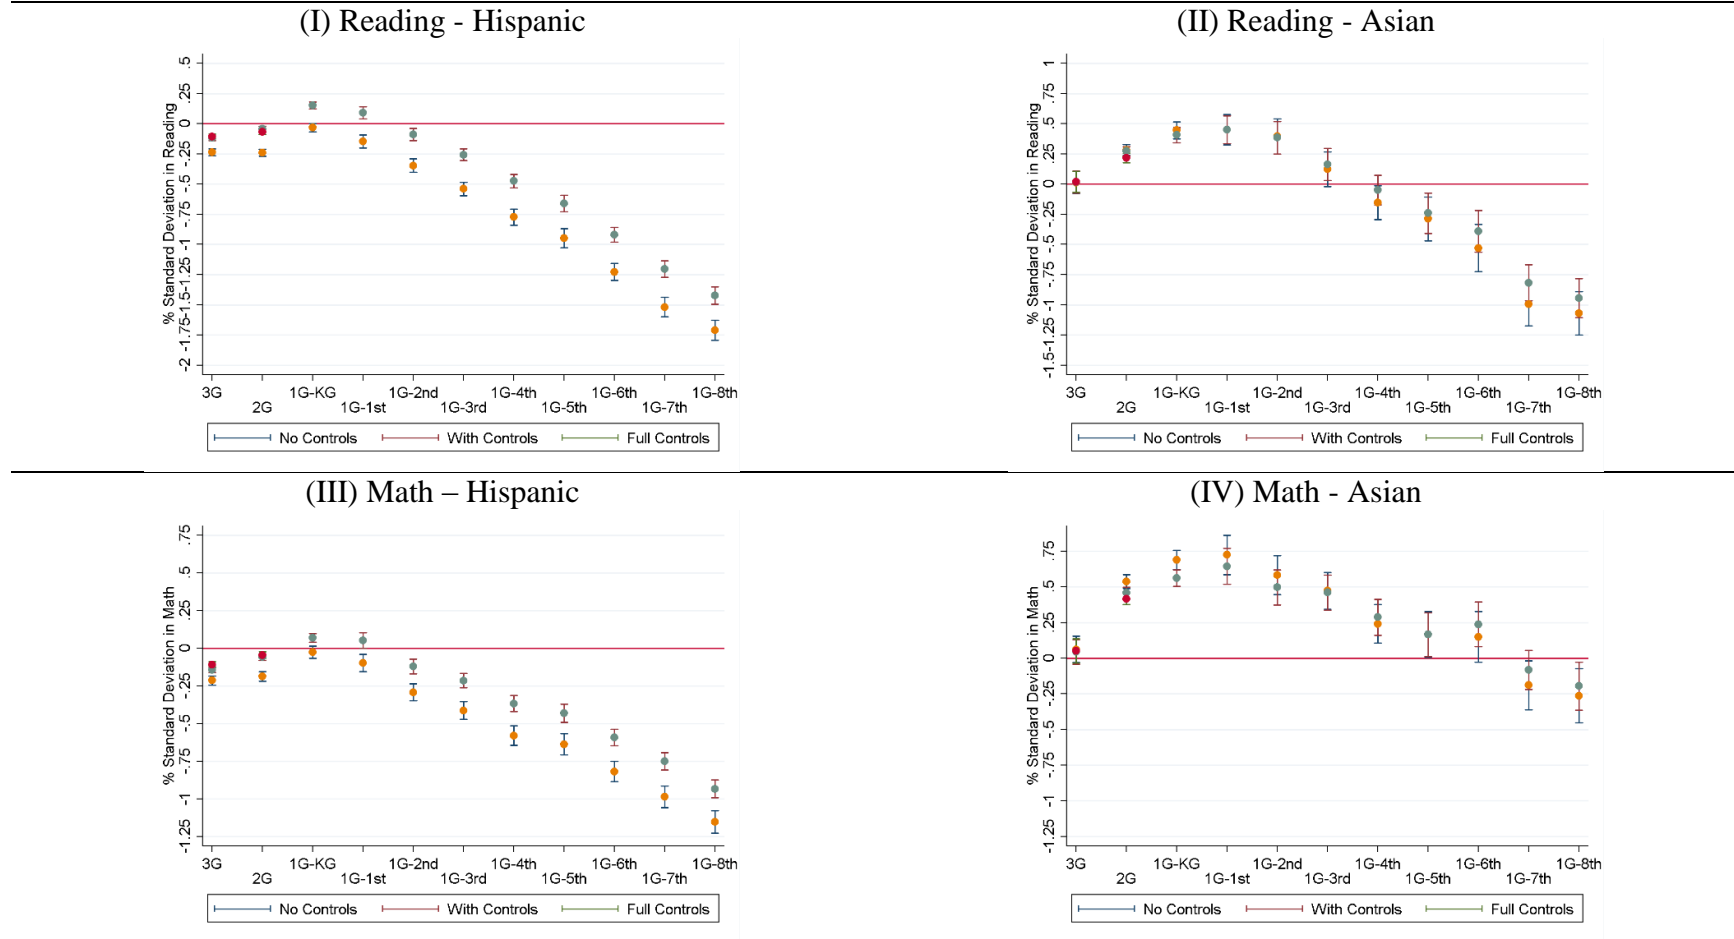 (I) Reading - Hispanic
% Standard Deviation in Reading
.5
.25
0
-.25
-.5
-.75
-1
-1.25
-1.5
-1.75
-2
3G 1G-KG 1G-2nd 1G-4th 1G-6th 1G-8th
2G 1G-1st 1G-3rd 1G-5th 1G-7th
No Controls With Controls Full Controls
(II) Reading - Asian
% Standard Deviation in Reading
1
.75
.5
.25
0
-.25
-.5
-.75
-1
-1.25
-1.5
3G 1G-KG 1G-2nd 1G-4th 1G-6th 1G-8th
2G 1G-1st 1G-3rd 1G-5th 1G-7th
No Controls With Controls Full Controls
(III) Math – Hispanic
% Standard Deviation in Math
.75
.5
.25
0
-.25
-.5
-.75
-1
-1.25
3G 1G-KG 1G-2nd 1G-4th 1G-6th 1G-8th
2G 1G-1st 1G-3rd 1G-5th 1G-7th
No Controls With Controls Full Controls
(IV) Math - Asian
% Standard Deviation in Math
.75
.5
.25
0
-.25
-.5
-.75
-1
-1.25
3G 1G-KG 1G-2nd 1G-4th 1G-6th 1G-8th
2G 1G-1st 1G-3rd 1G-5th 1G-7th
No Controls With Controls Full Controls